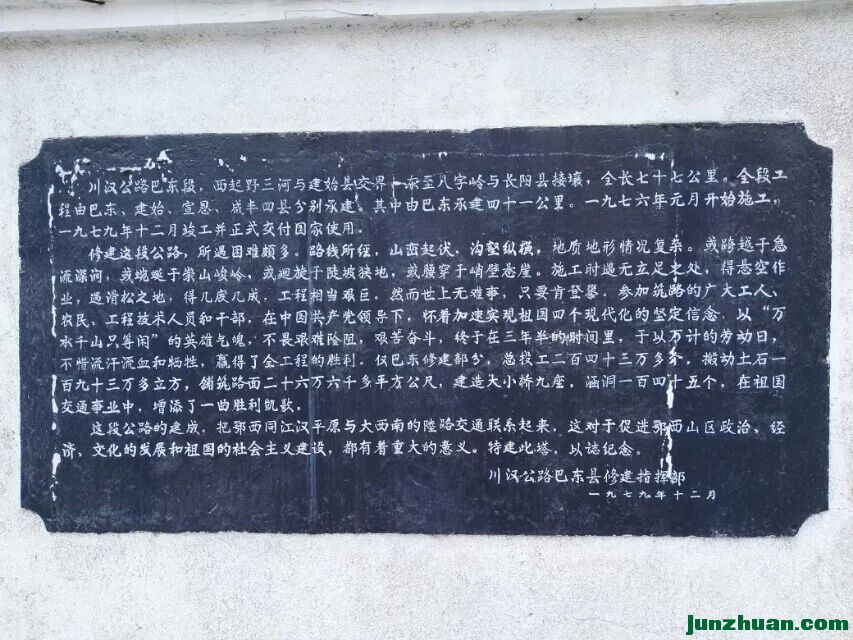 川汉公路巴东段，西起野三河与建始县交界，东至八字岭与长阳县接壤，全长七十七公里。全段工
程由巴东、建始、宣恩、咸丰四县分别承建。其中由巴东承建四十一公里。一九七六年元月开始施工，
一九七九年十二月竣工并正式交付国家使用。
修建这段公路，所遇困难颇多。路线所经，山峦起伏，沟壑纵横，地质地形情况复杂。或跨越于急
流深涧，或蜿蜒于崇山峻岭，或迴旋于陡坡狭地，或腰穿于峭壁悬崖。施工时遇无立足之处，得悬空作
业，遇滑松之地，得几废几成，工程相当艰巨。然而世上无难事，只要肯登攀。参加筑路的广大工人、
农民、工程技术人员和干部，在中国共产党领导下，怀着加速实现祖国四个现代化的坚定信念，以“万
水千山只等闲”的英雄气魄，不畏艰难险阻，艰苦奋斗，终于在三年半的时间里，于以万计的劳动日，
不惜流汗流血和牺牲，赢得了全工程的胜利。仅巴东修建部分，总投工二百四十三万多个，搬动土石一
百九十三万多立方，铺筑路面二十六万六千多平方公尺，建造大小桥九座，涵洞一百四十五个，在祖国
交通事业中，增添了一曲胜利凯歌。
这段公路的建成，把鄂西同江汉平原与大西南的陸路交通联系起来，这对于促进鄂西山区政治、经
济、文化的发展和祖国的社会主义建设，都有着重大的意义。特建此塔，以誌纪念。
川汉公路巴东县修建指挥部
一九七九年十二月
junzhuan.com